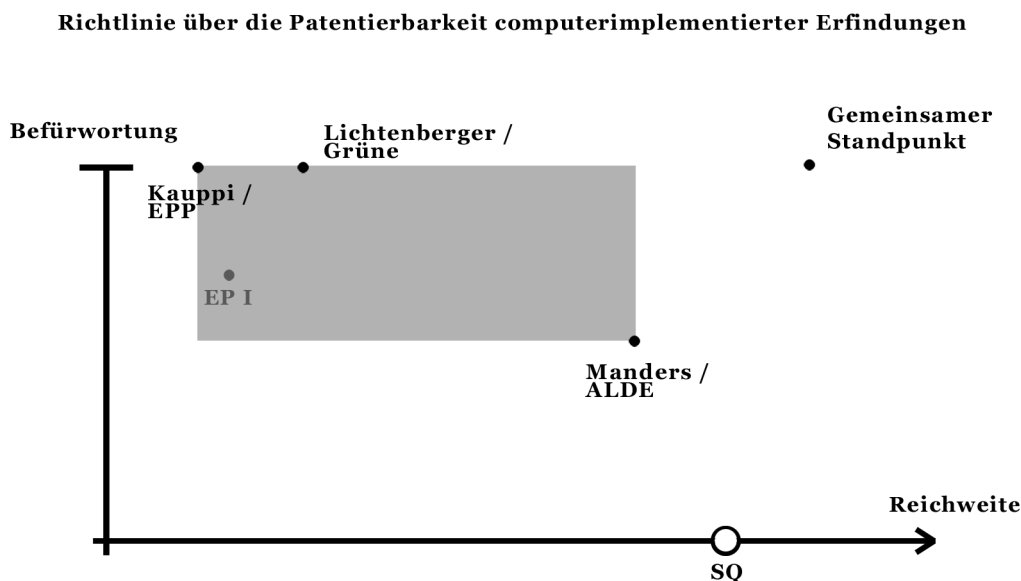 Richtlinie über die Patentierbarkeit computerimplementierter Erfindungen
Befürwortung
Lichtenberger /
Grüne
Gemeinsamer
Standpunkt
Kauppi /
EPP
EP I
Manders /
ALDE
Reichweite
SQ